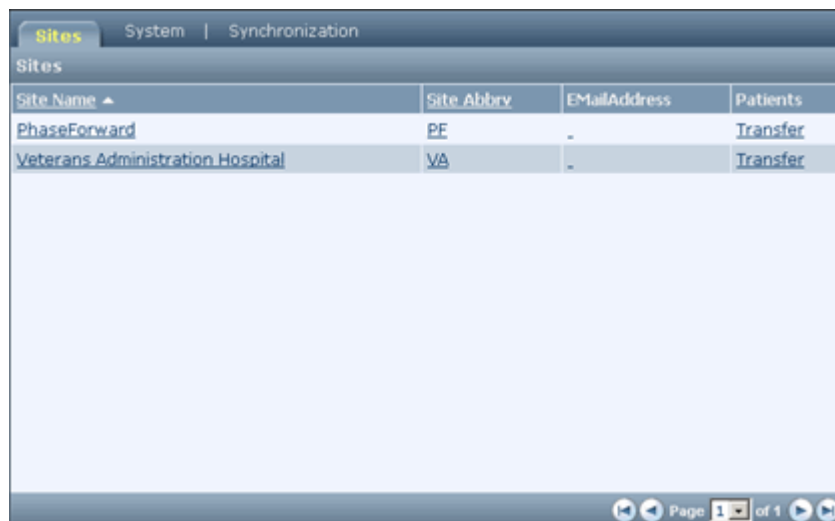 Sites System | Synchronization
Sites
Site Name Site Abbrv EMailAddress Patients
PhaseForward PF - Transfer
Veterans Administration Hospital VA - Transfer
Page 1 of 1